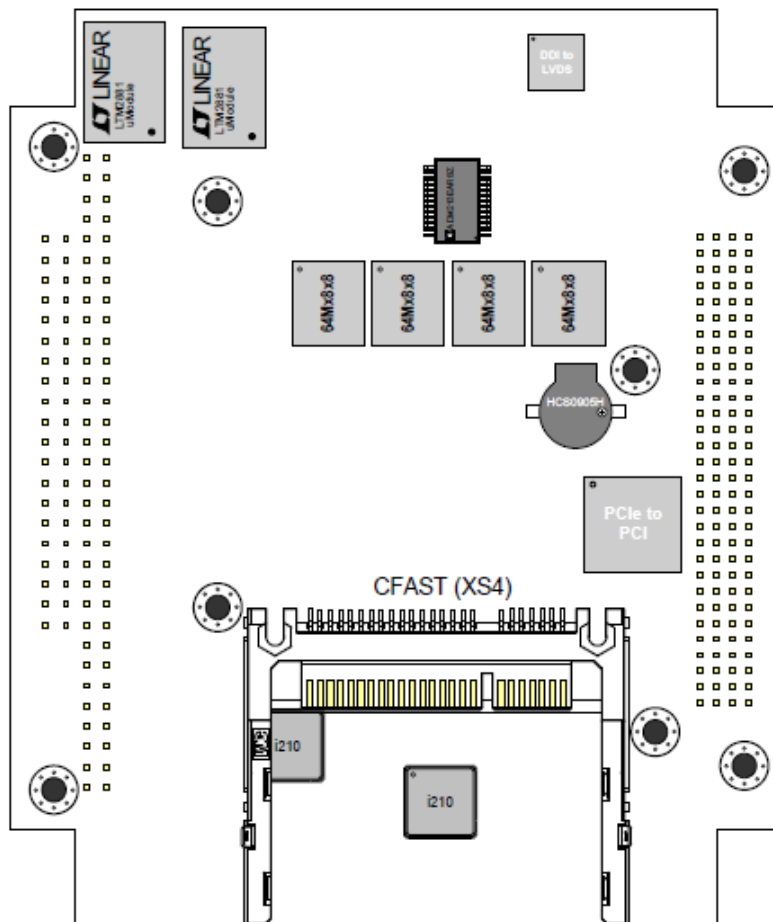 LINEAR
LTM2881
uModule
LINEAR
LTM2881
uModule
DDI to
LVDS
64Mx8x8
64Mx8x8
64Mx8x8
64Mx8x8
HCS0905H
PCIe to
PCI
CFAST (XS4)
i210
i210